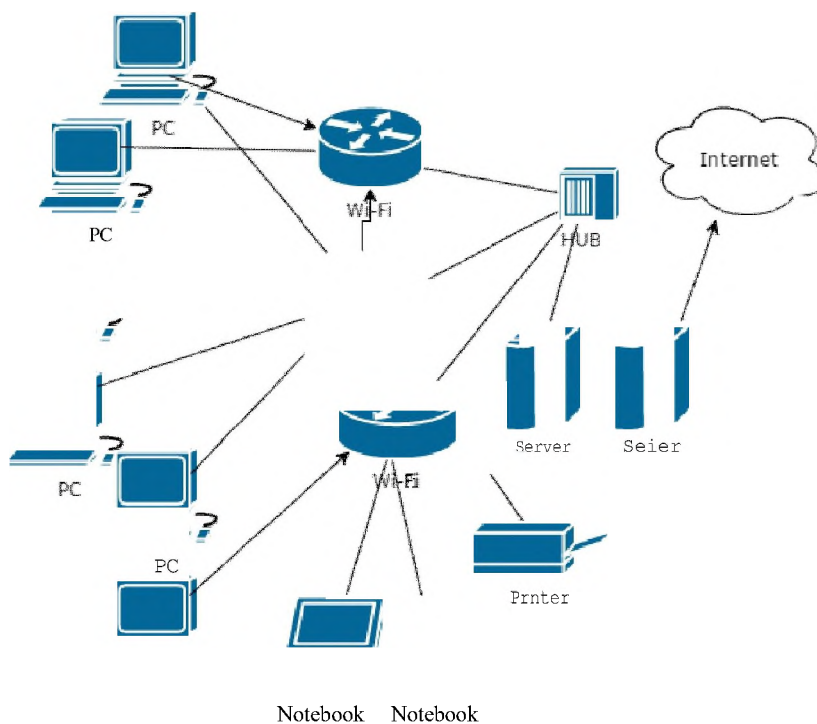 PC
Internet
Wi-Fi
PC
HUB
Server
Seier
Wi-Fi
PC
PC
Prnter
Notebook Notebook